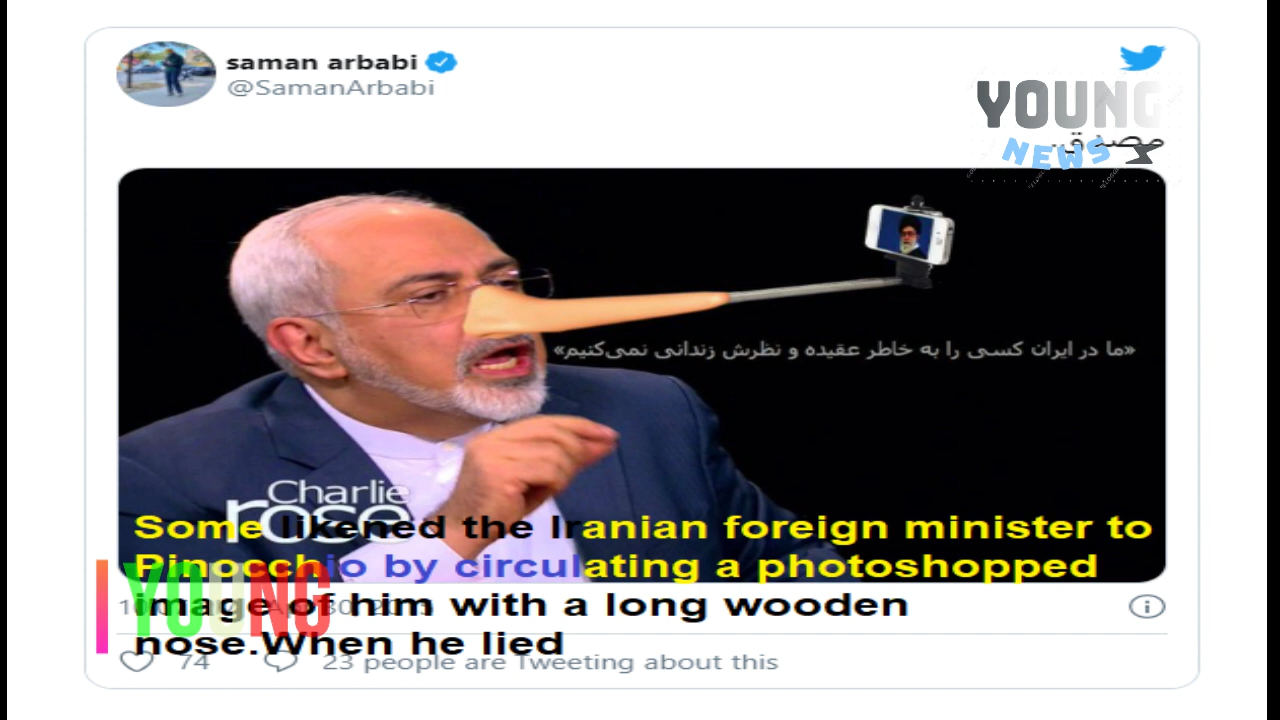 saman arbabi
@SamanArbabi
YOUNG
NEWS
مصدق.
«ما در ایران کسی را به خاطر عقیده و نظرش زندانی نمی‌کنیم»
Charlie
rose
Some likened the Iranian foreign minister to
Pinocchio by circulating a photoshopped
image of him with a long wooden
nose.When he lied
YOUNG
74
23 people are Tweeting about this